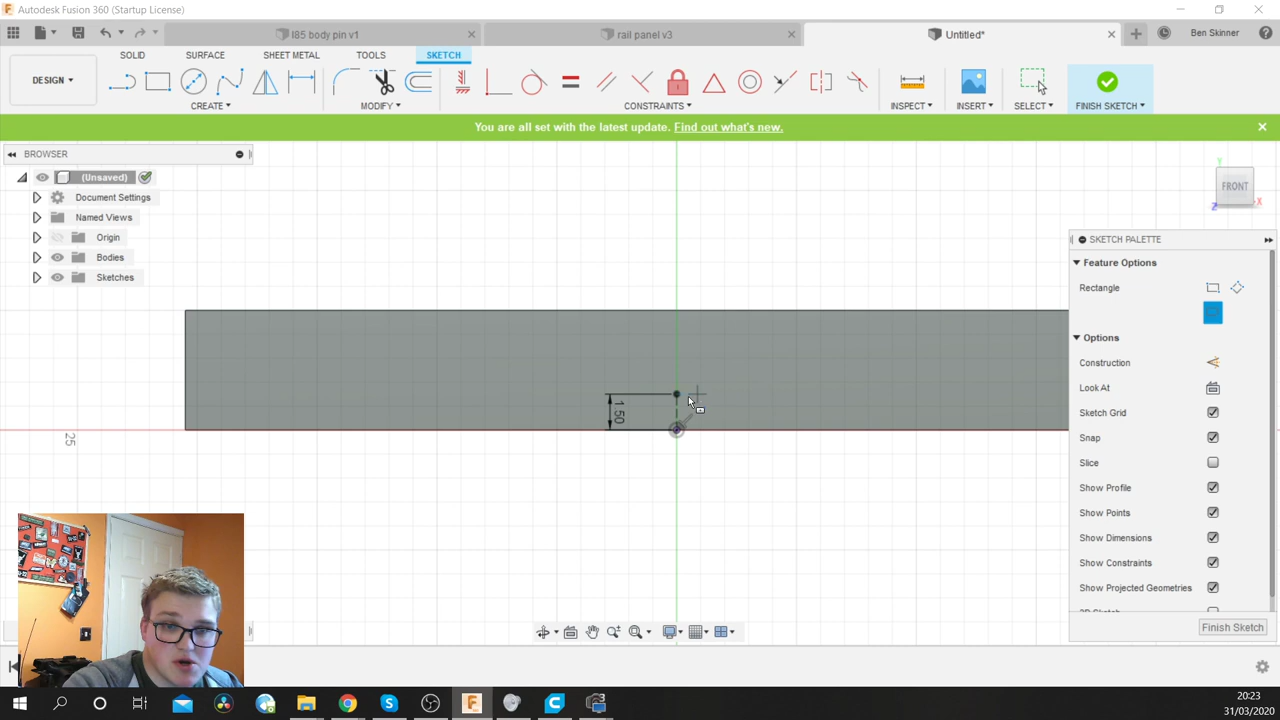 Autodesk Fusion 360 (Startup License)
l85 body pin v1
rail panel v3
Untitled*
Ben Skinner
DESIGN
SOLID SURFACE SHEET METAL TOOLS SKETCH
CREATE MODIFY CONSTRAINTS INSPECT INSERT SELECT FINISH SKETCH
You are all set with the latest update. Find out what's new.
BROWSER
(Unsaved)
Document Settings
Named Views
Origin
Bodies
Sketches
Y
FRONT
Z
X
25
1.50
SKETCH PALETTE
Feature Options
Rectangle
Options
Construction
Look At
Sketch Grid
Snap
Slice
Show Profile
Show Points
Show Dimensions
Show Constraints
Show Projected Geometries
Finish Sketch
20:23
31/03/2020